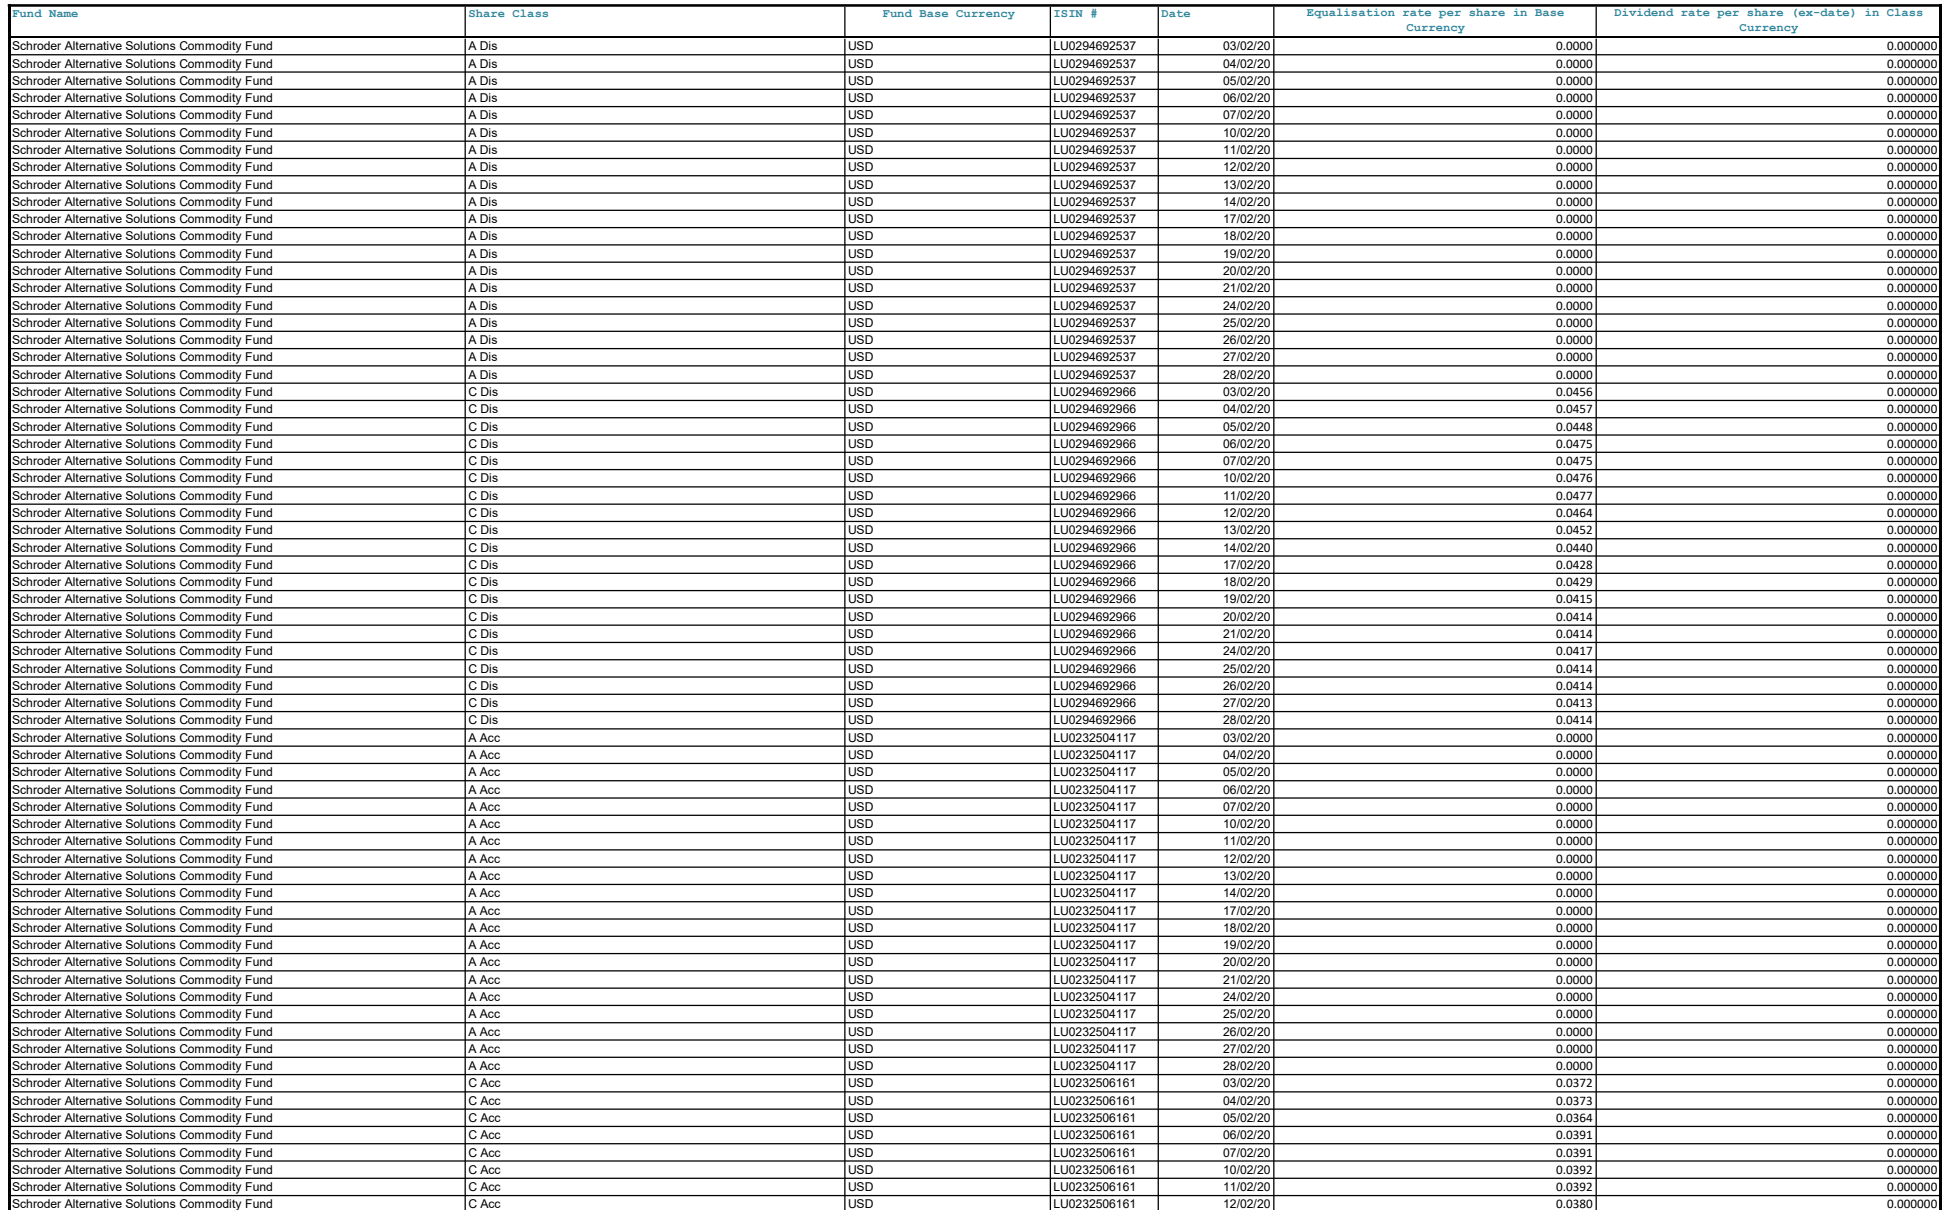 Fund Name Share Class Fund Base Currency ISIN # Date Equalisation rate per share in Base Currency Dividend rate per share (ex-date) in Class Currency
Schroder Alternative Solutions Commodity Fund A Dis USD LU0294692537 03/02/20 0.0000 0.000000
Schroder Alternative Solutions Commodity Fund A Dis USD LU0294692537 04/02/20 0.0000 0.000000
Schroder Alternative Solutions Commodity Fund A Dis USD LU0294692537 05/02/20 0.0000 0.000000
Schroder Alternative Solutions Commodity Fund A Dis USD LU0294692537 06/02/20 0.0000 0.000000
Schroder Alternative Solutions Commodity Fund A Dis USD LU0294692537 07/02/20 0.0000 0.000000
Schroder Alternative Solutions Commodity Fund A Dis USD LU0294692537 10/02/20 0.0000 0.000000
Schroder Alternative Solutions Commodity Fund A Dis USD LU0294692537 11/02/20 0.0000 0.000000
Schroder Alternative Solutions Commodity Fund A Dis USD LU0294692537 12/02/20 0.0000 0.000000
Schroder Alternative Solutions Commodity Fund A Dis USD LU0294692537 13/02/20 0.0000 0.000000
Schroder Alternative Solutions Commodity Fund A Dis USD LU0294692537 14/02/20 0.0000 0.000000
Schroder Alternative Solutions Commodity Fund A Dis USD LU0294692537 17/02/20 0.0000 0.000000
Schroder Alternative Solutions Commodity Fund A Dis USD LU0294692537 18/02/20 0.0000 0.000000
Schroder Alternative Solutions Commodity Fund A Dis USD LU0294692537 19/02/20 0.0000 0.000000
Schroder Alternative Solutions Commodity Fund A Dis USD LU0294692537 20/02/20 0.0000 0.000000
Schroder Alternative Solutions Commodity Fund A Dis USD LU0294692537 21/02/20 0.0000 0.000000
Schroder Alternative Solutions Commodity Fund A Dis USD LU0294692537 24/02/20 0.0000 0.000000
Schroder Alternative Solutions Commodity Fund A Dis USD LU0294692537 25/02/20 0.0000 0.000000
Schroder Alternative Solutions Commodity Fund A Dis USD LU0294692537 26/02/20 0.0000 0.000000
Schroder Alternative Solutions Commodity Fund A Dis USD LU0294692537 27/02/20 0.0000 0.000000
Schroder Alternative Solutions Commodity Fund A Dis USD LU0294692537 28/02/20 0.0000 0.000000
Schroder Alternative Solutions Commodity Fund C Dis USD LU0294692966 03/02/20 0.0456 0.000000
Schroder Alternative Solutions Commodity Fund C Dis USD LU0294692966 04/02/20 0.0457 0.000000
Schroder Alternative Solutions Commodity Fund C Dis USD LU0294692966 05/02/20 0.0448 0.000000
Schroder Alternative Solutions Commodity Fund C Dis USD LU0294692966 06/02/20 0.0475 0.000000
Schroder Alternative Solutions Commodity Fund C Dis USD LU0294692966 07/02/20 0.0475 0.000000
Schroder Alternative Solutions Commodity Fund C Dis USD LU0294692966 10/02/20 0.0476 0.000000
Schroder Alternative Solutions Commodity Fund C Dis USD LU0294692966 11/02/20 0.0477 0.000000
Schroder Alternative Solutions Commodity Fund C Dis USD LU0294692966 12/02/20 0.0464 0.000000
Schroder Alternative Solutions Commodity Fund C Dis USD LU0294692966 13/02/20 0.0452 0.000000
Schroder Alternative Solutions Commodity Fund C Dis USD LU0294692966 14/02/20 0.0440 0.000000
Schroder Alternative Solutions Commodity Fund C Dis USD LU0294692966 17/02/20 0.0428 0.000000
Schroder Alternative Solutions Commodity Fund C Dis USD LU0294692966 18/02/20 0.0429 0.000000
Schroder Alternative Solutions Commodity Fund C Dis USD LU0294692966 19/02/20 0.0415 0.000000
Schroder Alternative Solutions Commodity Fund C Dis USD LU0294692966 20/02/20 0.0414 0.000000
Schroder Alternative Solutions Commodity Fund C Dis USD LU0294692966 21/02/20 0.0414 0.000000
Schroder Alternative Solutions Commodity Fund C Dis USD LU0294692966 24/02/20 0.0417 0.000000
Schroder Alternative Solutions Commodity Fund C Dis USD LU0294692966 25/02/20 0.0414 0.000000
Schroder Alternative Solutions Commodity Fund C Dis USD LU0294692966 26/02/20 0.0414 0.000000
Schroder Alternative Solutions Commodity Fund C Dis USD LU0294692966 27/02/20 0.0413 0.000000
Schroder Alternative Solutions Commodity Fund C Dis USD LU0294692966 28/02/20 0.0414 0.000000
Schroder Alternative Solutions Commodity Fund A Acc USD LU0232504117 03/02/20 0.0000 0.000000
Schroder Alternative Solutions Commodity Fund A Acc USD LU0232504117 04/02/20 0.0000 0.000000
Schroder Alternative Solutions Commodity Fund A Acc USD LU0232504117 05/02/20 0.0000 0.000000
Schroder Alternative Solutions Commodity Fund A Acc USD LU0232504117 06/02/20 0.0000 0.000000
Schroder Alternative Solutions Commodity Fund A Acc USD LU0232504117 07/02/20 0.0000 0.000000
Schroder Alternative Solutions Commodity Fund A Acc USD LU0232504117 10/02/20 0.0000 0.000000
Schroder Alternative Solutions Commodity Fund A Acc USD LU0232504117 11/02/20 0.0000 0.000000
Schroder Alternative Solutions Commodity Fund A Acc USD LU0232504117 12/02/20 0.0000 0.000000
Schroder Alternative Solutions Commodity Fund A Acc USD LU0232504117 13/02/20 0.0000 0.000000
Schroder Alternative Solutions Commodity Fund A Acc USD LU0232504117 14/02/20 0.0000 0.000000
Schroder Alternative Solutions Commodity Fund A Acc USD LU0232504117 17/02/20 0.0000 0.000000
Schroder Alternative Solutions Commodity Fund A Acc USD LU0232504117 18/02/20 0.0000 0.000000
Schroder Alternative Solutions Commodity Fund A Acc USD LU0232504117 19/02/20 0.0000 0.000000
Schroder Alternative Solutions Commodity Fund A Acc USD LU0232504117 20/02/20 0.0000 0.000000
Schroder Alternative Solutions Commodity Fund A Acc USD LU0232504117 21/02/20 0.0000 0.000000
Schroder Alternative Solutions Commodity Fund A Acc USD LU0232504117 24/02/20 0.0000 0.000000
Schroder Alternative Solutions Commodity Fund A Acc USD LU0232504117 25/02/20 0.0000 0.000000
Schroder Alternative Solutions Commodity Fund A Acc USD LU0232504117 26/02/20 0.0000 0.000000
Schroder Alternative Solutions Commodity Fund A Acc USD LU0232504117 27/02/20 0.0000 0.000000
Schroder Alternative Solutions Commodity Fund A Acc USD LU0232504117 28/02/20 0.0000 0.000000
Schroder Alternative Solutions Commodity Fund C Acc USD LU0232506161 03/02/20 0.0372 0.000000
Schroder Alternative Solutions Commodity Fund C Acc USD LU0232506161 04/02/20 0.0373 0.000000
Schroder Alternative Solutions Commodity Fund C Acc USD LU0232506161 05/02/20 0.0364 0.000000
Schroder Alternative Solutions Commodity Fund C Acc USD LU0232506161 06/02/20 0.0391 0.000000
Schroder Alternative Solutions Commodity Fund C Acc USD LU0232506161 07/02/20 0.0391 0.000000
Schroder Alternative Solutions Commodity Fund C Acc USD LU0232506161 10/02/20 0.0392 0.000000
Schroder Alternative Solutions Commodity Fund C Acc USD LU0232506161 11/02/20 0.0392 0.000000
Schroder Alternative Solutions Commodity Fund C Acc USD LU0232506161 12/02/20 0.0380 0.000000